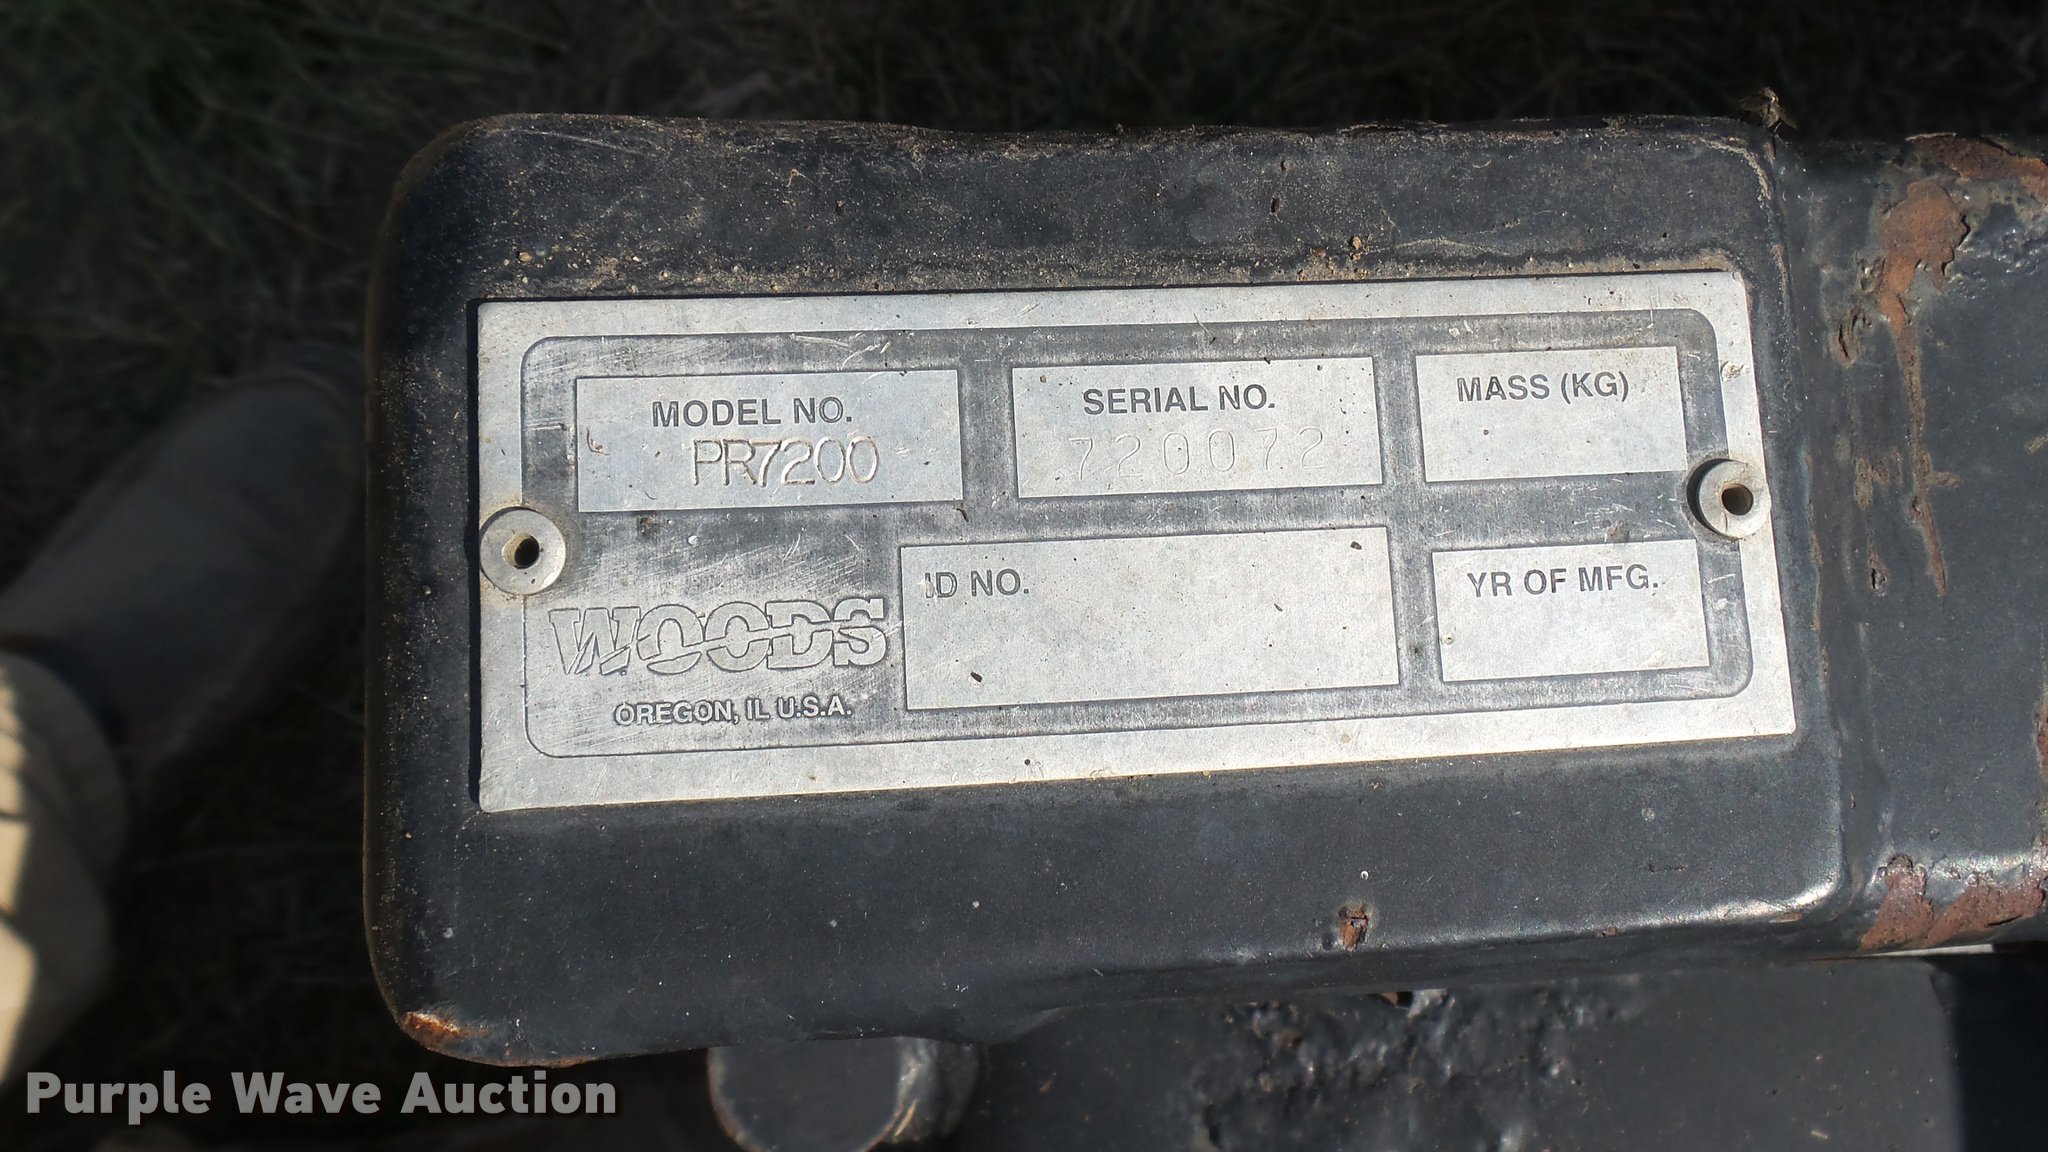 MODEL NO.
PR7200
SERIAL NO.
720072
MASS (KG)
WOODS
OREGON, IL U.S.A.
ID NO.
YR OF MFG.
Purple Wave Auction